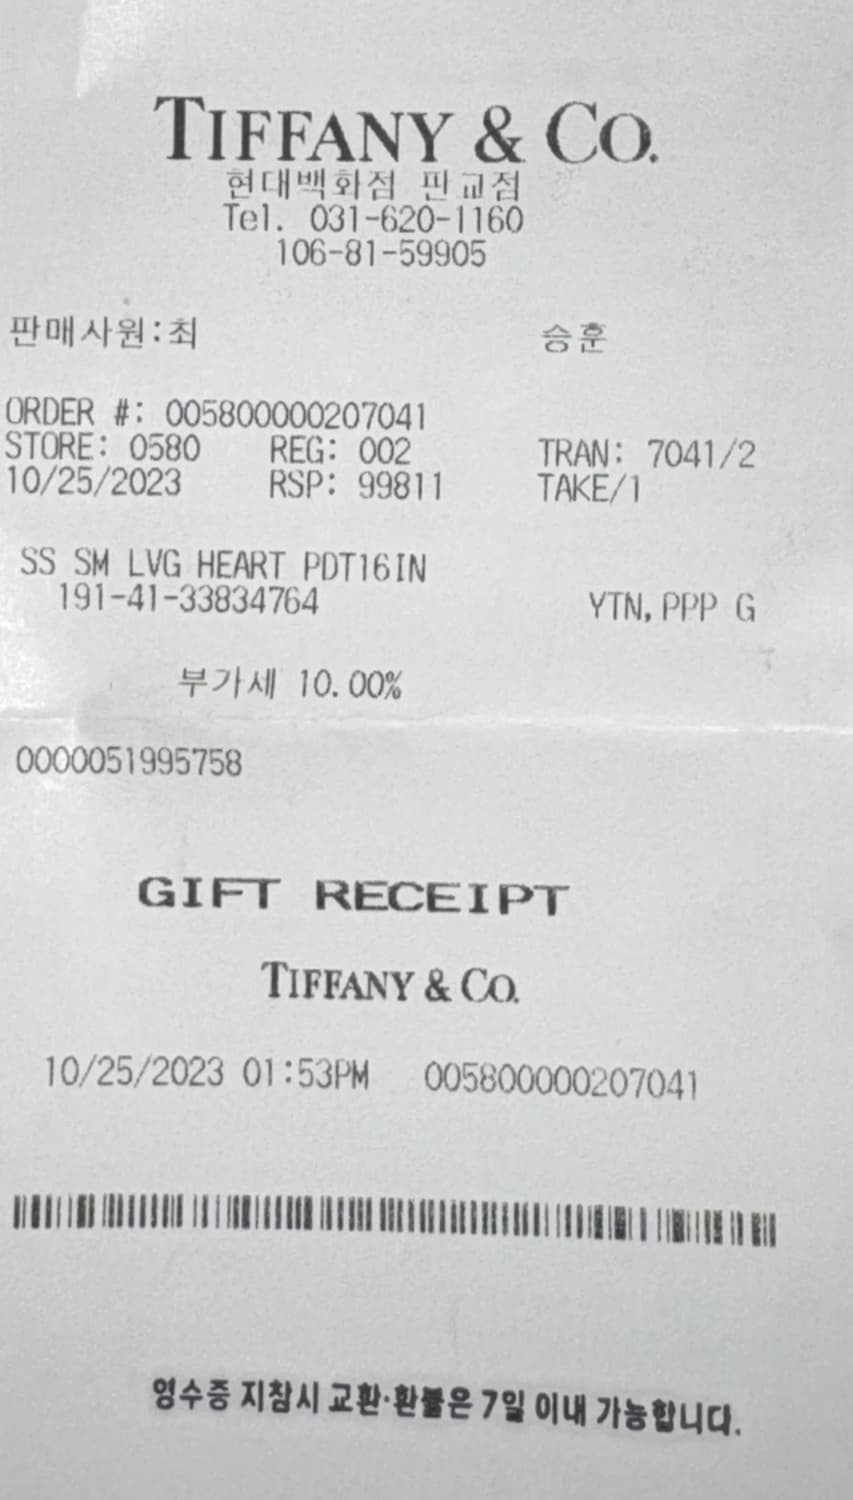 TIFFANY & CO.
현대백화점 판교점
Tel. 031-620-1160
106-81-59905
판매사원:최 승훈
ORDER #: 005800000207041
STORE: 0580 REG: 002 TRAN: 7041/2
10/25/2023 RSP: 99811 TAKE/1
SS SM LVG HEART PDT16IN
191-41-33834764 YTN,PPP G
부가세 10.00%
0000051995758
GIFT RECEIPT
TIFFANY & CO.
10/25/2023 01:53PM 005800000207041
영수증 지참시 교환·환불은 7일 이내 가능합니다.